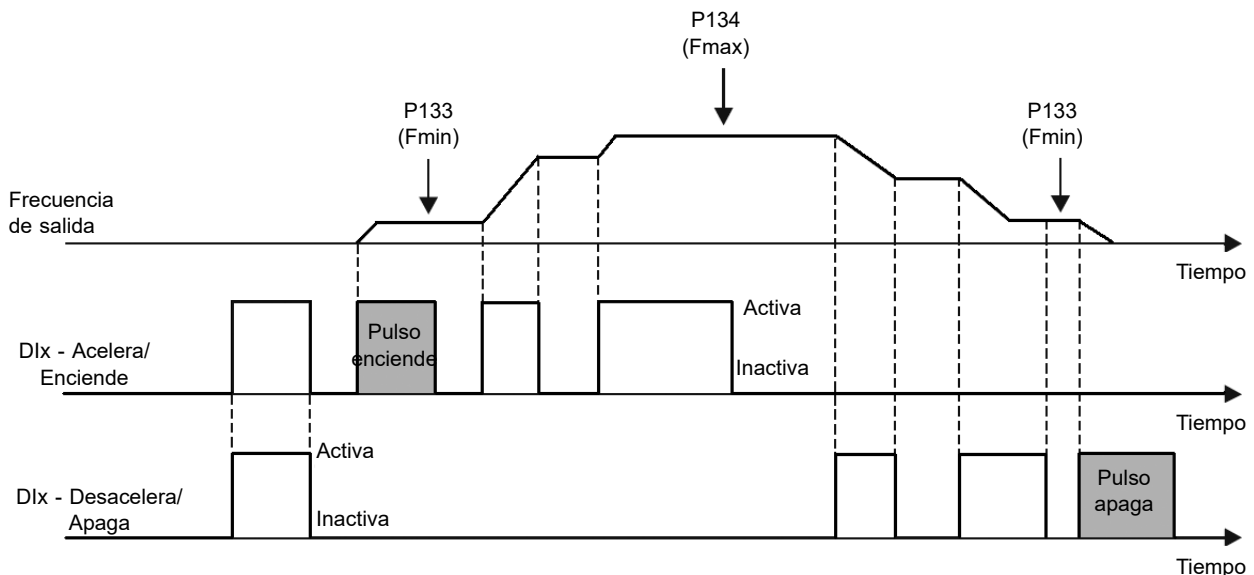 P134
(Fmax)
P133
(Fmin)
P133
(Fmin)
Frecuencia
de salida
Tiempo
DIx - Acelera/
Enciende
Pulso
enciende
Activa
Inactiva
Tiempo
DIx - Desacelera/
Apaga
Activa
Inactiva
Pulso
apaga
Tiempo